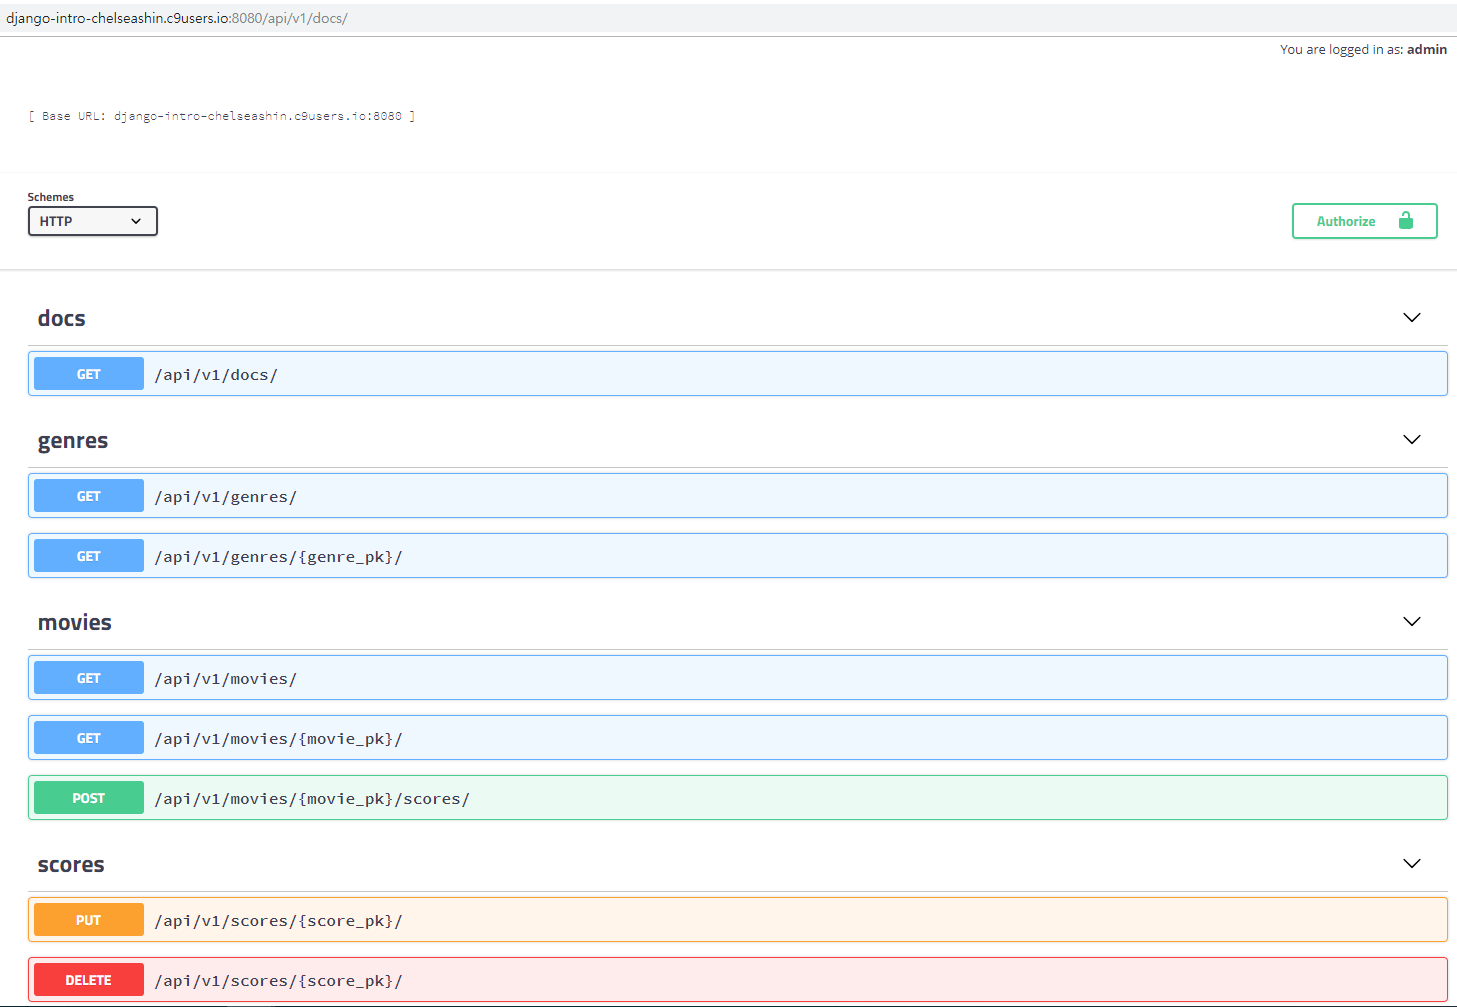 django-intro-chelseashin.c9users.io:8080/api/v1/docs/
You are logged in as: admin
[ Base URL: django-intro-chelseashin.c9users.io:8080 ]
Schemes
HTTP
Authorize
docs
GET /api/v1/docs/
genres
GET /api/v1/genres/
GET /api/v1/genres/{genre_pk}/
movies
GET /api/v1/movies/
GET /api/v1/movies/{movie_pk}/
POST /api/v1/movies/{movie_pk}/scores/
scores
PUT /api/v1/scores/{score_pk}/
DELETE /api/v1/scores/{score_pk}/